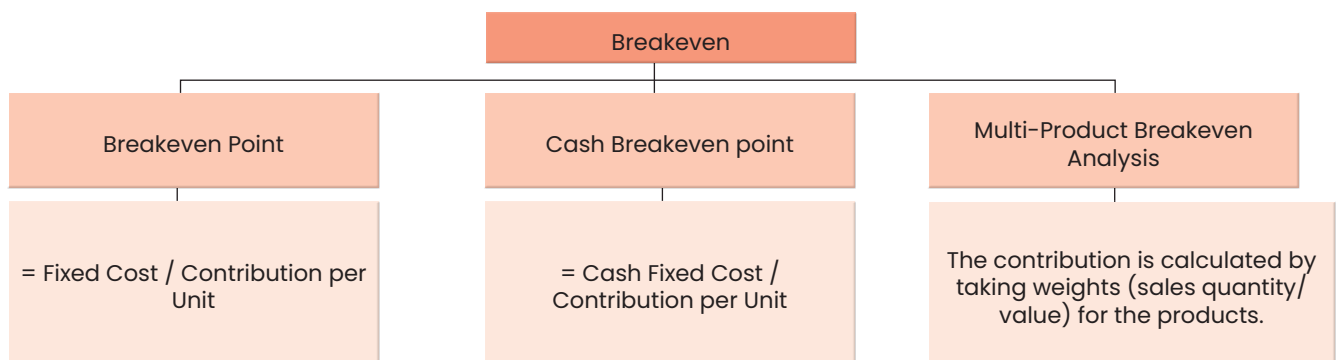 Breakeven
Breakeven Point
Cash Breakeven point
Multi-Product Breakeven
Analysis
= Fixed Cost / Contribution per
Unit
= Cash Fixed Cost /
Contribution per Unit
The contribution is calculated by
taking weights (sales quantity/
value) for the products.